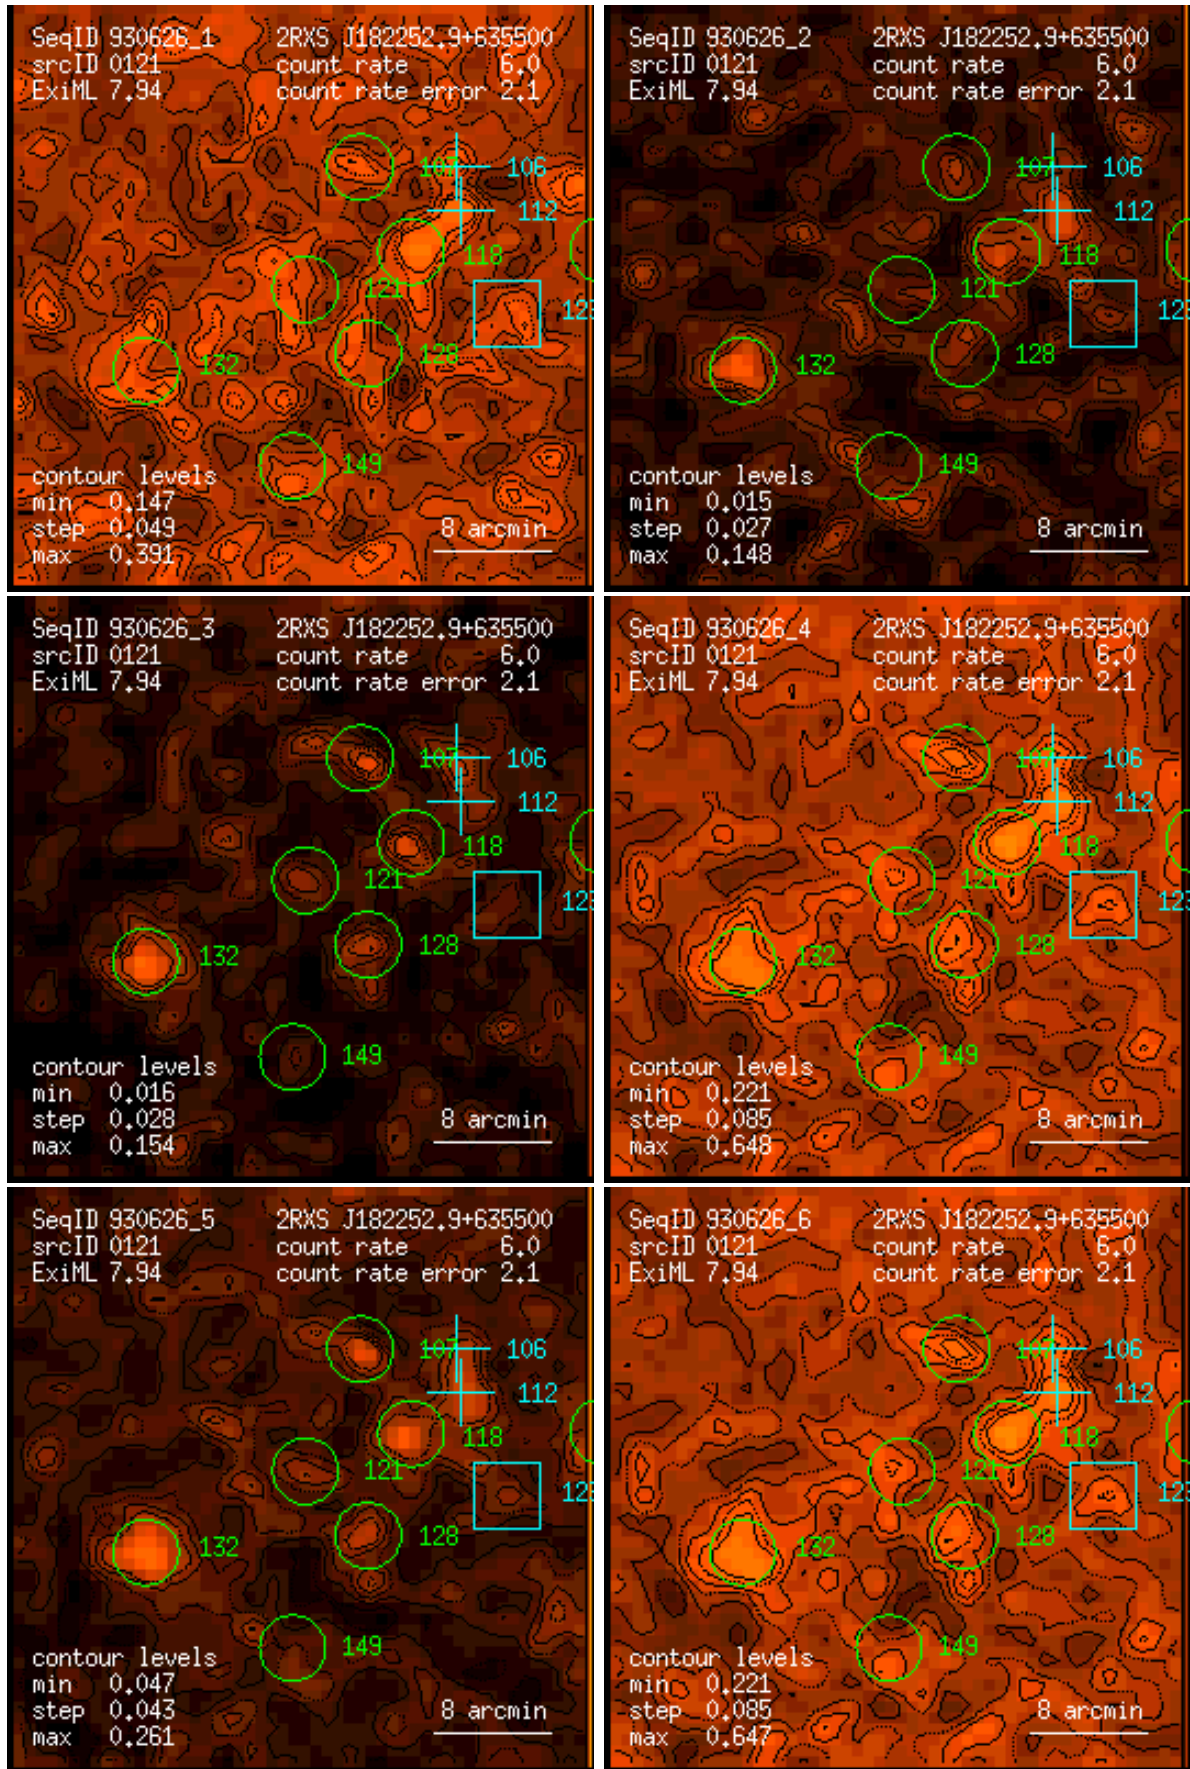 SeqID 930626_1 2RXS J182252.9+635500
srcID 0121 count rate 6.0
ExiML 7.94 count rate error 2.1
107 106
112
118
121
123
128
132
149
contour levels
min 0.147
step 0.049 8 arcmin
max 0.391
SeqID 930626_2 2RXS J182252.9+635500
srcID 0121 count rate 6.0
ExiML 7.94 count rate error 2.1
107 106
112
118
121
123
128
132
149
contour levels
min 0.015
step 0.027 8 arcmin
max 0.148
SeqID 930626_3 2RXS J182252.9+635500
srcID 0121 count rate 6.0
ExiML 7.94 count rate error 2.1
107 106
112
118
121
123
128
132
149
contour levels
min 0.016
step 0.028 8 arcmin
max 0.154
SeqID 930626_4 2RXS J182252.9+635500
srcID 0121 count rate 6.0
ExiML 7.94 count rate error 2.1
107 106
112
118
121
123
128
132
149
contour levels
min 0.221
step 0.085 8 arcmin
max 0.648
SeqID 930626_5 2RXS J182252.9+635500
srcID 0121 count rate 6.0
ExiML 7.94 count rate error 2.1
107 106
112
118
121
123
128
132
149
contour levels
min 0.047
step 0.043 8 arcmin
max 0.261
SeqID 930626_6 2RXS J182252.9+635500
srcID 0121 count rate 6.0
ExiML 7.94 count rate error 2.1
107 106
112
118
121
123
128
132
149
contour levels
min 0.221
step 0.085 8 arcmin
max 0.647